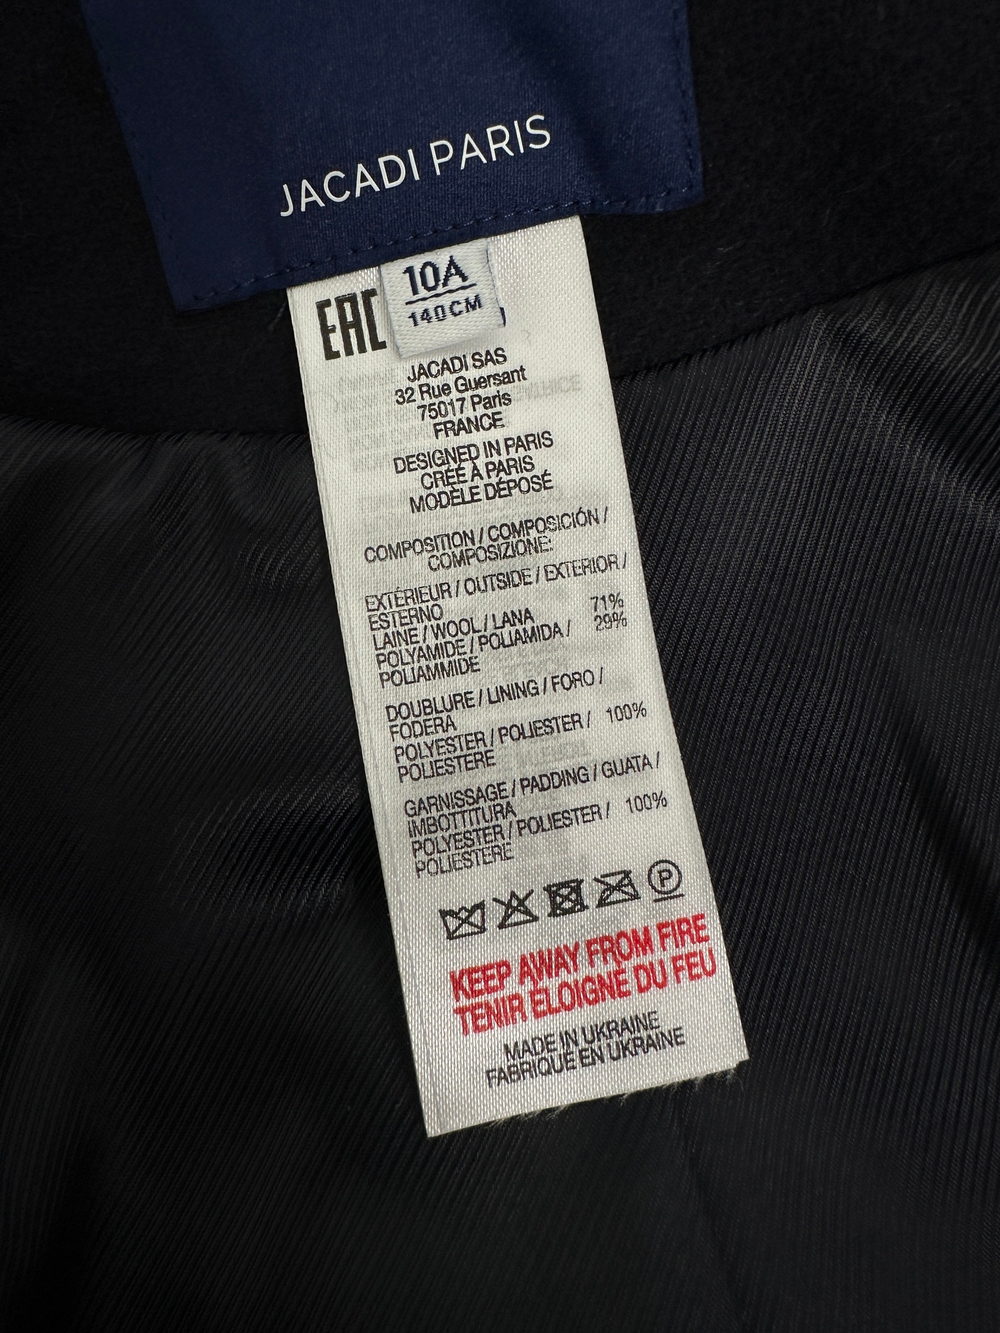 JACADI PARIS
10A
140CM
EAC
JACADI SAS
32 Rue Guersant
75017 Paris
FRANCE
DESIGNED IN PARIS
CRÉÉ À PARIS
MODÈLE DÉPOSÉ
COMPOSITION / COMPOSICIÓN /
COMPOSIZIONE:
EXTÉRIEUR / OUTSIDE / EXTERIOR /
ESTERNO
LAINE / WOOL / LANA 71%
POLYAMIDE / POLIAMIDA / 29%
POLIAMMIDE
DOUBLURE / LINING / FORO /
FODERA
POLYESTER / POLIESTER / 100%
POLIESTERE
GARNISSAGE / PADDING / GUATA /
IMBOTTITURA
POLYESTER / POLIESTER / 100%
POLIESTERE
P
KEEP AWAY FROM FIRE
TENIR ÉLOIGNÉ DU FEU
MADE IN UKRAINE
FABRIQUÉ EN UKRAINE